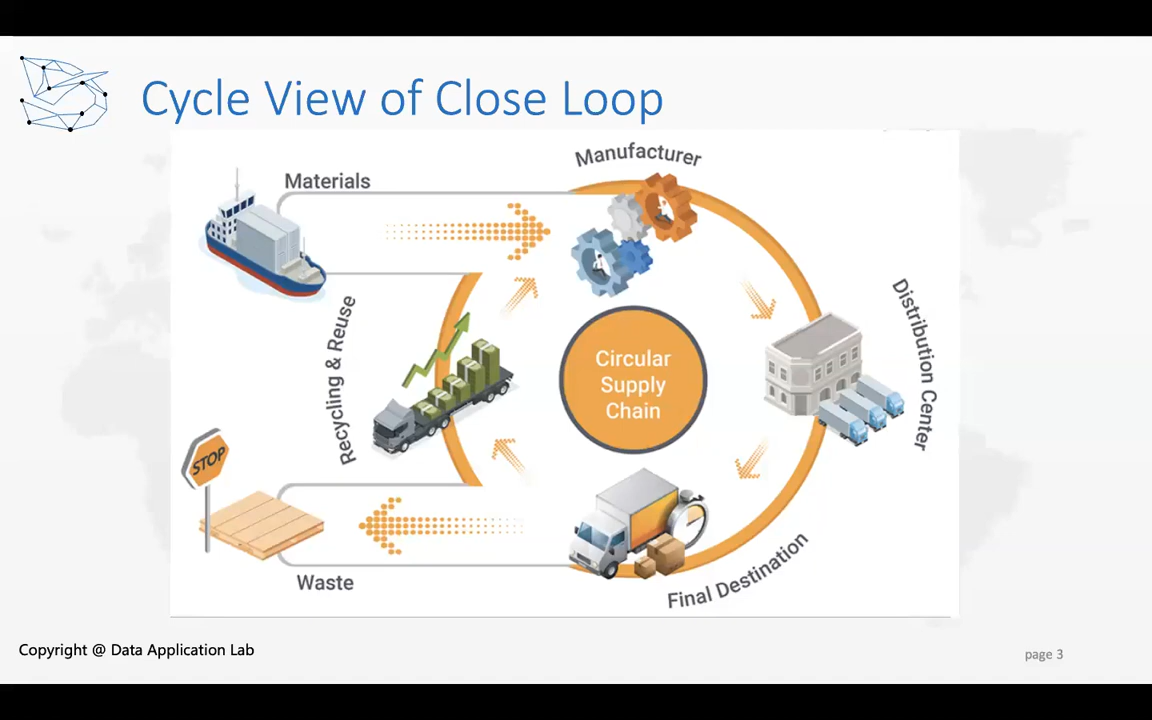 Cycle View of Close Loop
Manufacturer
Materials
Distribution Center
Recycling & Reuse
Circular
Supply
Chain
STOP
Final Destination
Waste
Copyright @ Data Application Lab
page 3